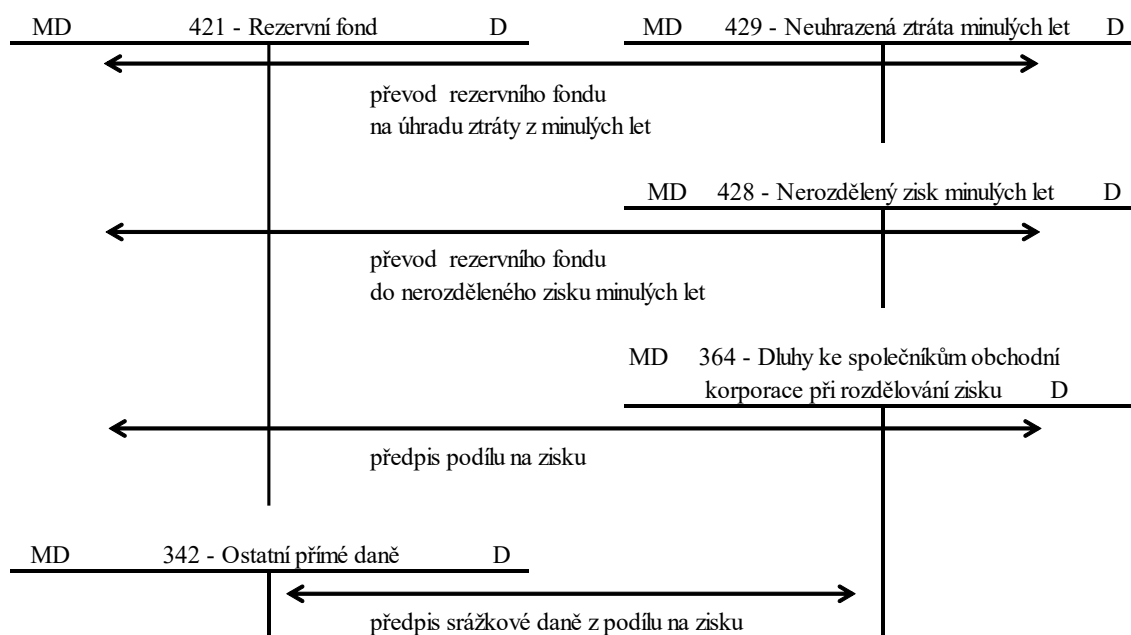 MD 421 - Rezervní fond D
MD 429 - Neuhrazená ztráta minulých let D
převod rezervního fondu
na úhradu ztráty z minulých let
MD 428 - Nerozdělený zisk minulých let D
převod rezervního fondu
do nerozděleného zisku minulých let
MD 364 - Dluhy ke společníkům obchodní
korporace při rozdělování zisku D
předpis podílu na zisku
MD 342 - Ostatní přímé daně D
předpis srážkové daně z podílu na zisku